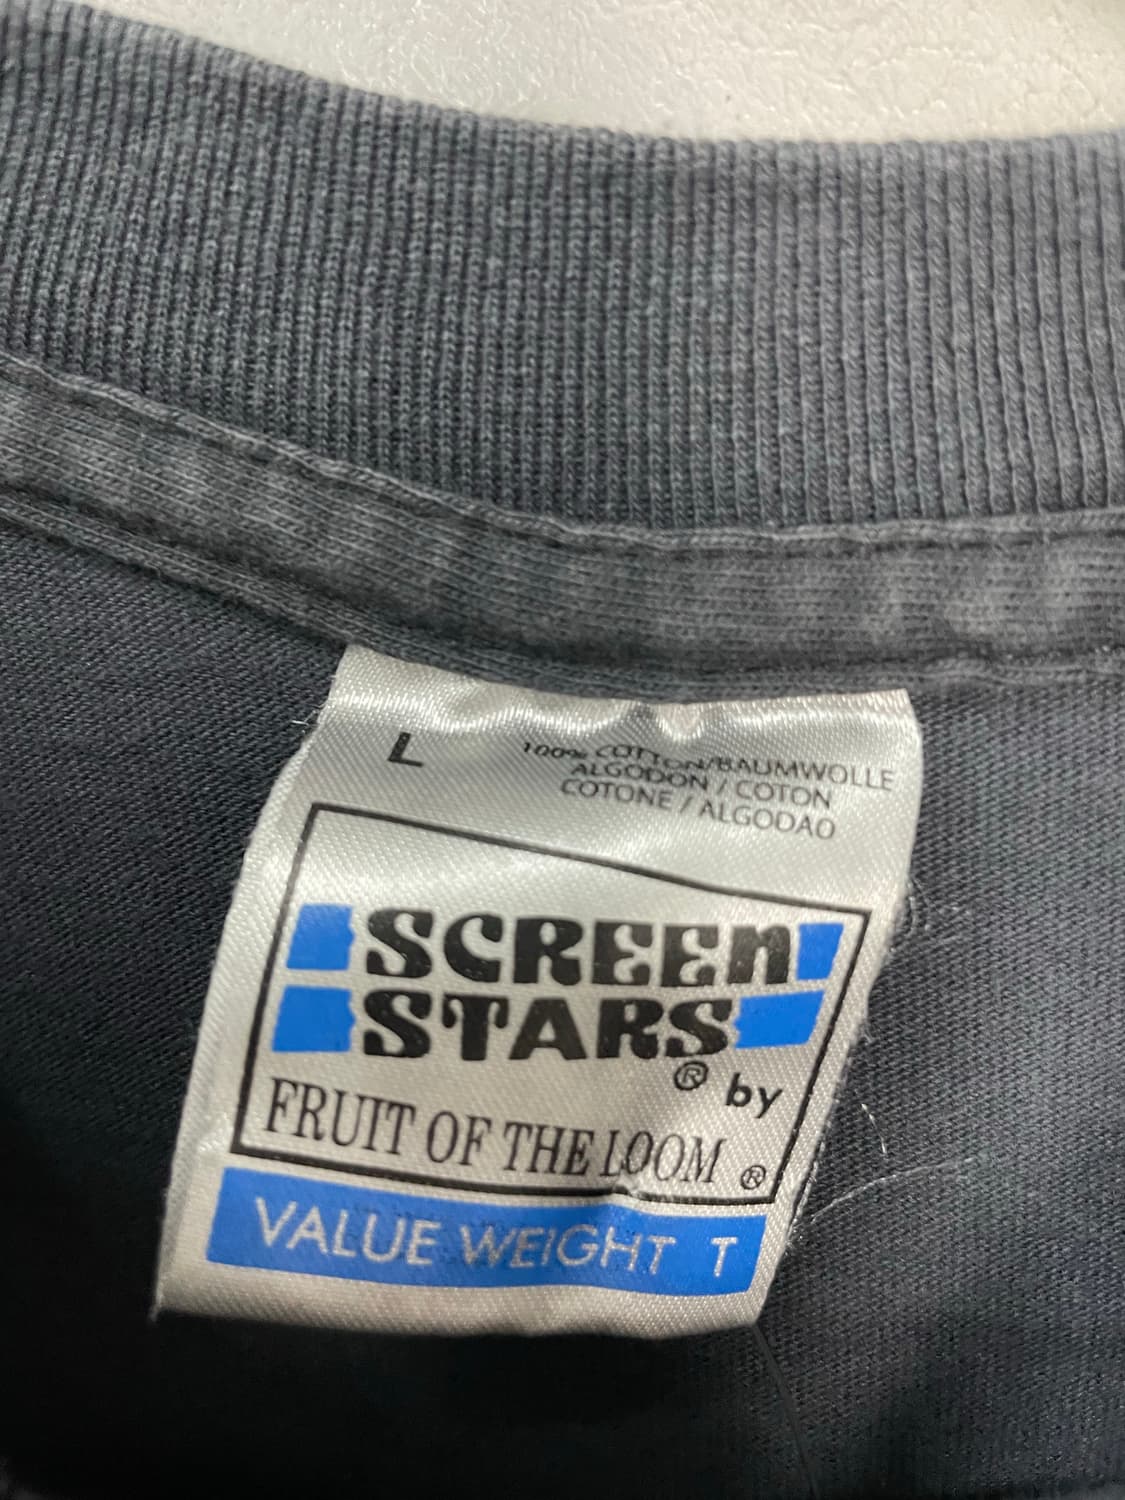 L
100% COTTON/BAUMWOLLE
ALGODON / COTON
COTONE / ALGODAO
SCREEN
STARS
® by
FRUIT OF THE LOOM ®
VALUE WEIGHT T